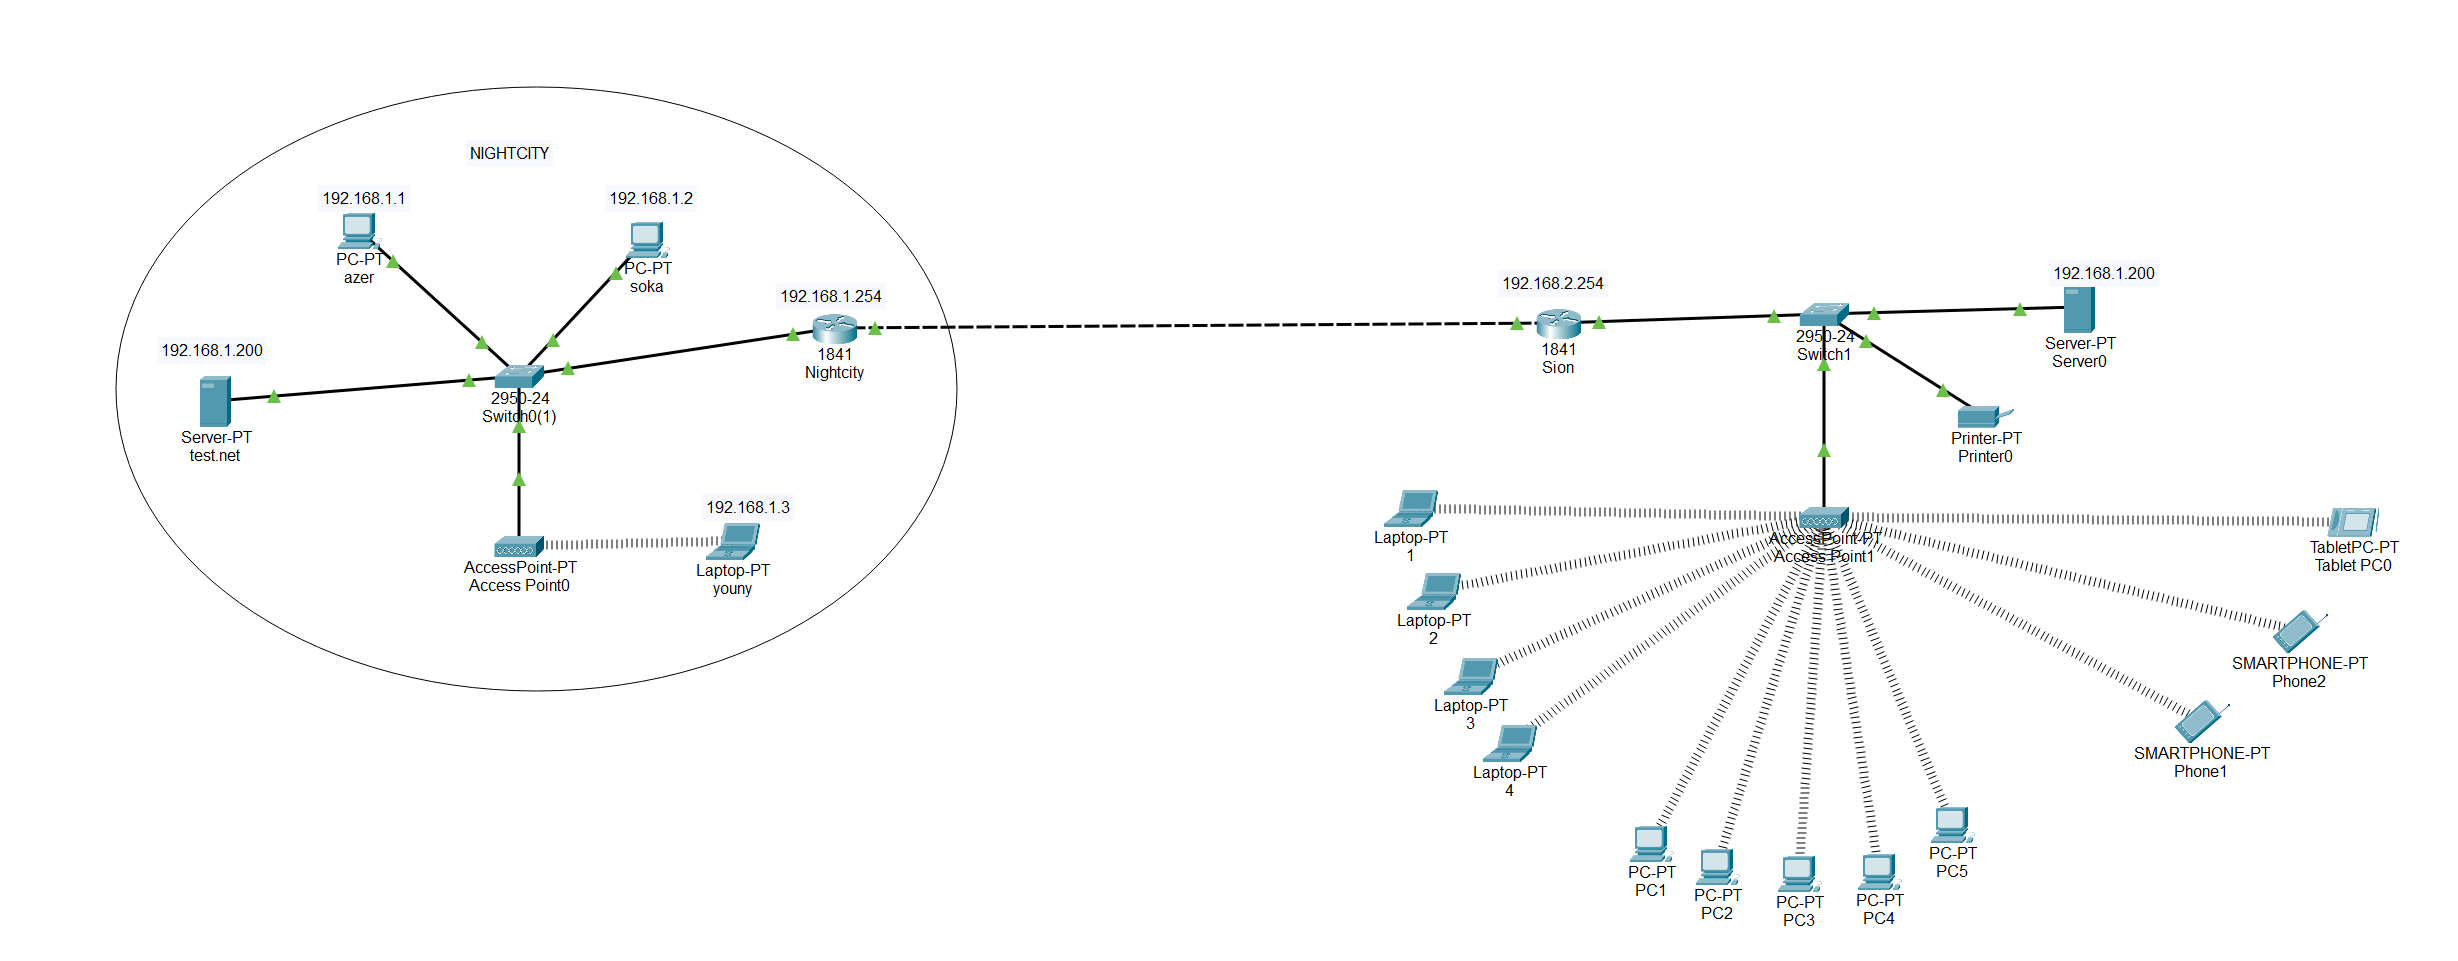 NIGHTCITY
192.168.1.1
PC-PT
azer
192.168.1.2
PC-PT
soka
192.168.1.254
1841
Nightcity
192.168.1.200
Server-PT
test.net
2950-24
Switch0(1)
AccessPoint-PT
Access Point0
192.168.1.3
Laptop-PT
youny
192.168.2.254
1841
Sion
2950-24
Switch1
192.168.1.200
Server-PT
Server0
Printer-PT
Printer0
AccessPoint-PT
Access Point1
Laptop-PT
1
Laptop-PT
2
Laptop-PT
3
Laptop-PT
4
PC-PT
PC1
PC-PT
PC2
PC-PT
PC3
PC-PT
PC4
PC-PT
PC5
TabletPC-PT
Tablet PC0
SMARTPHONE-PT
Phone2
SMARTPHONE-PT
Phone1